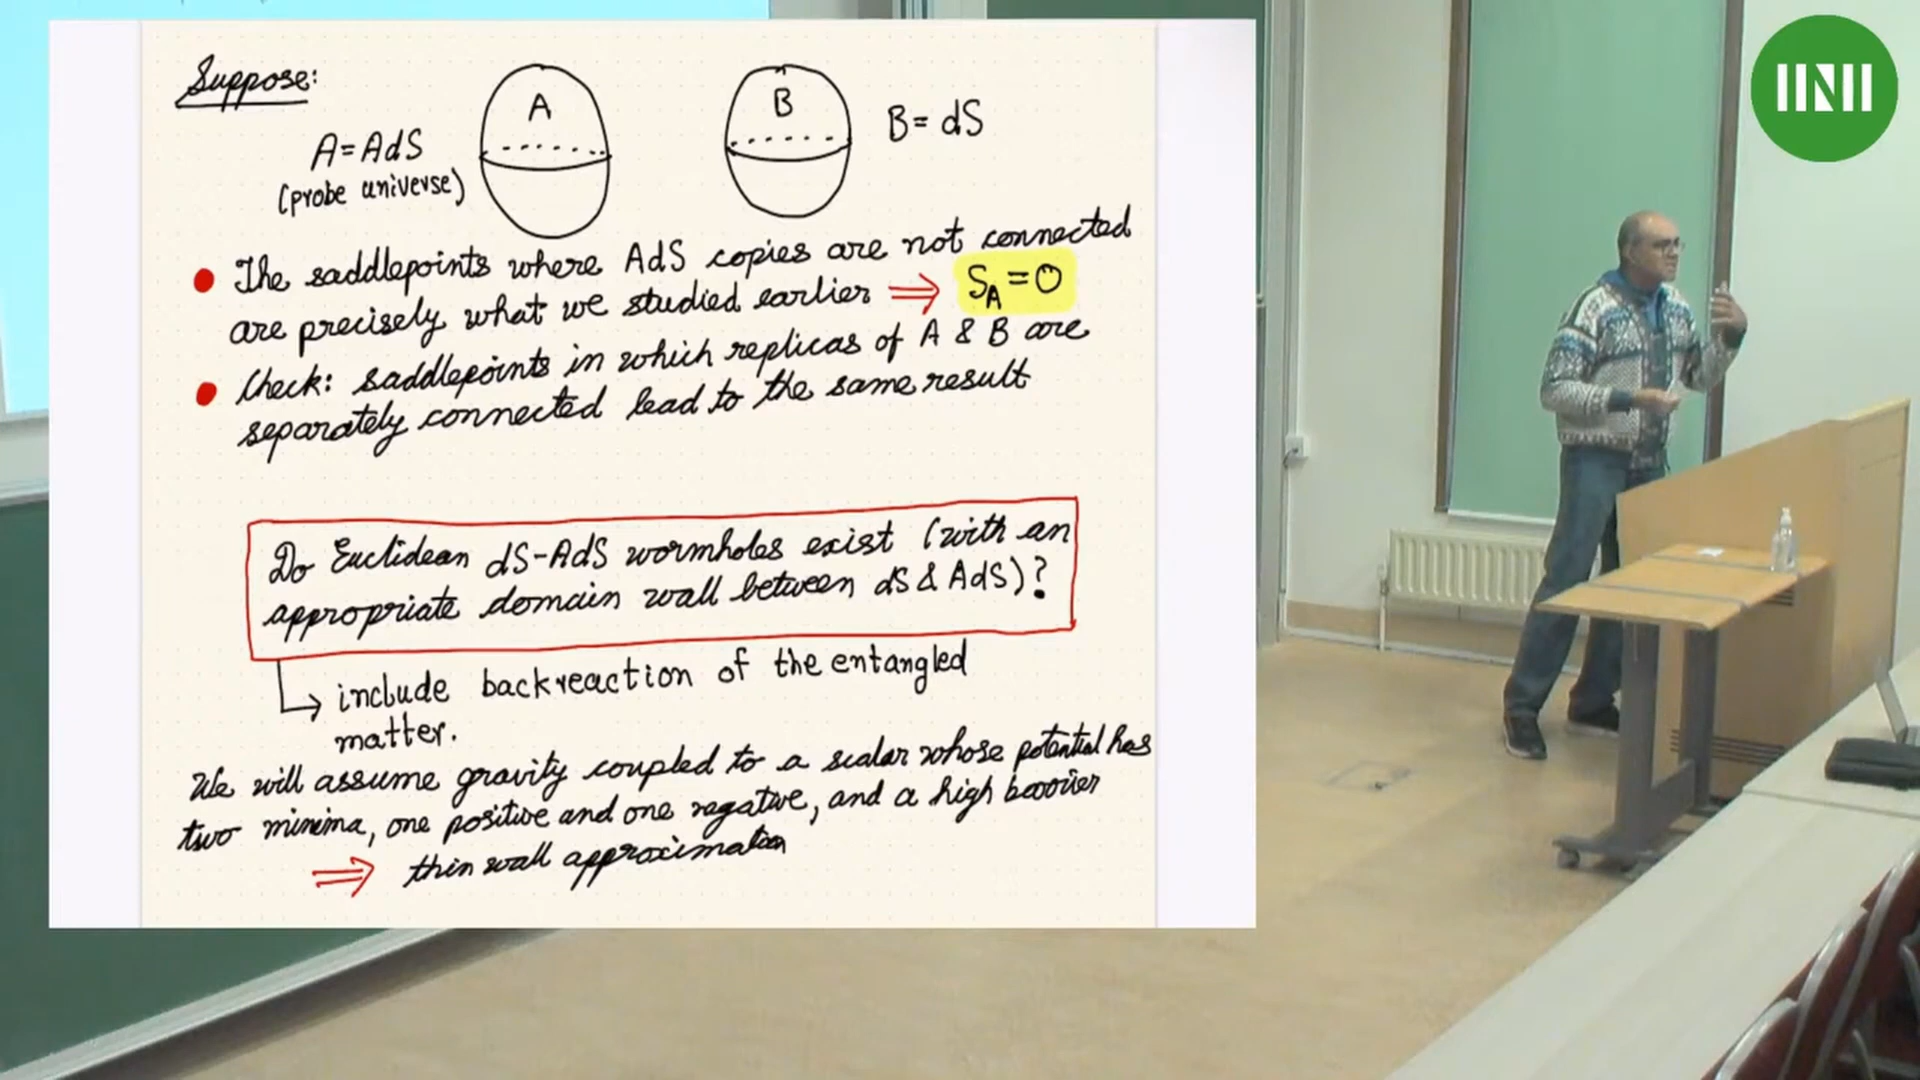 Suppose:
A
B
B = dS
A = AdS
(probe universe)
• The saddlepoints where AdS copies are not connected
are precisely what we studied earlier ⟹ S_A = 0
• Check: saddlepoints in which replicas of A & B are
separately connected lead to the same result
Do Euclidean dS-AdS wormholes exist (with an
appropriate domain wall between dS & AdS)?
↳ include backreaction of the entangled
matter.
We will assume gravity coupled to a scalar whose potential has
two minima, one positive and one negative, and a high barrier
⟹ thin wall approximation